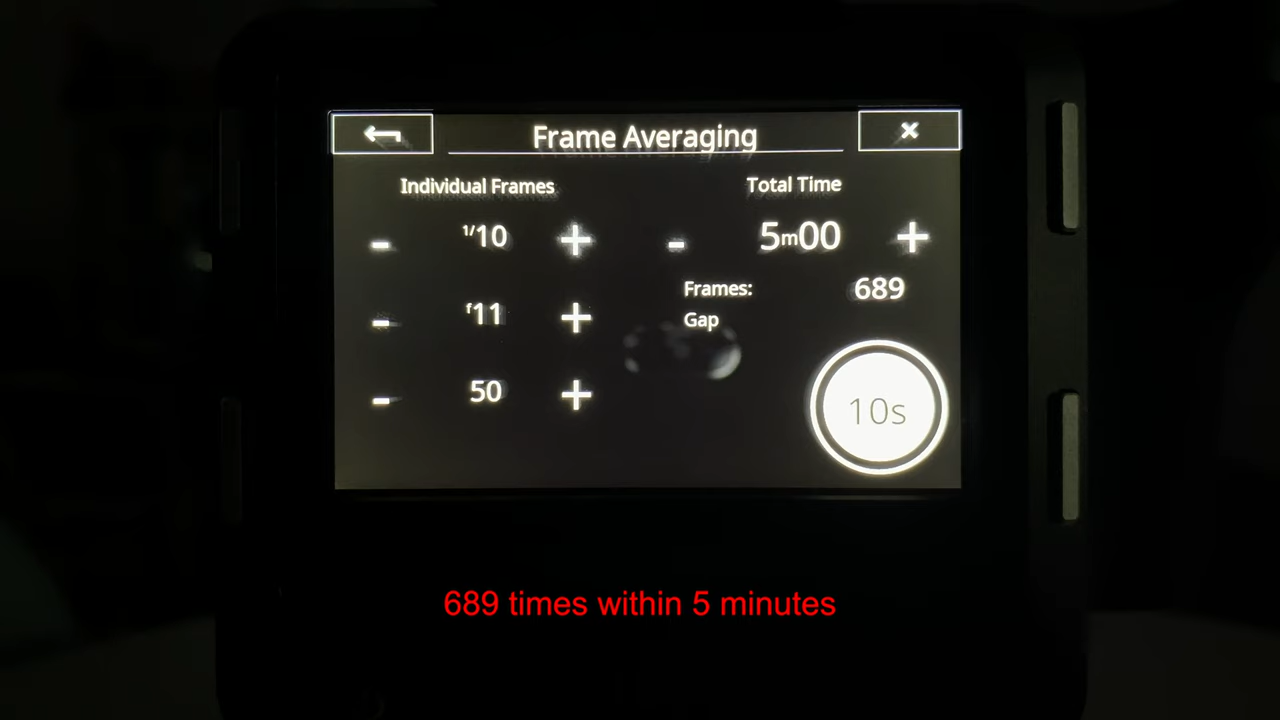 Frame Averaging
Individual Frames
Total Time
- 1/10 +
- 5m00 +
Frames: 689
Gap
- f11 +
- 50 +
10s
689 times within 5 minutes